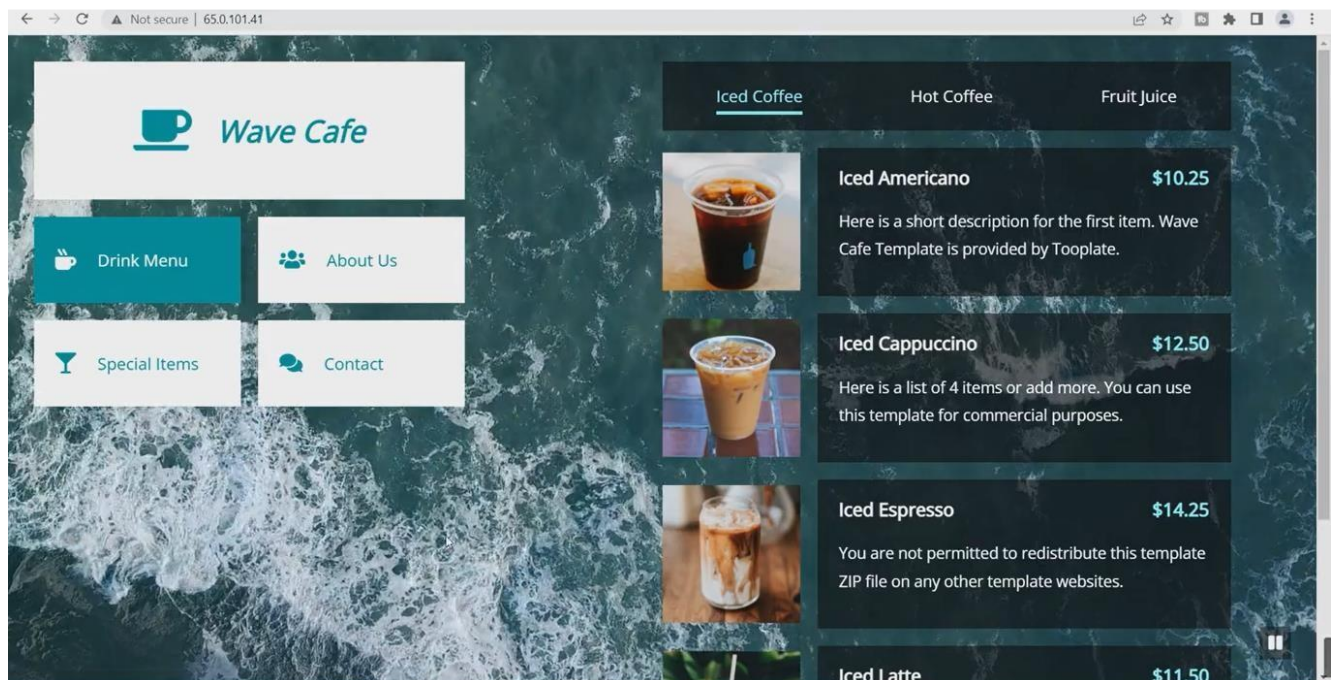 Not secure | 65.0.101.41
Wave Cafe
Drink Menu
About Us
Special Items
Contact
Iced Coffee
Hot Coffee
Fruit Juice
Iced Americano
$10.25
Here is a short description for the first item. Wave
Cafe Template is provided by Tooplate.
Iced Cappuccino
$12.50
Here is a list of 4 items or add more. You can use
this template for commercial purposes.
Iced Espresso
$14.25
You are not permitted to redistribute this template
ZIP file on any other template websites.
Iced Latte
$11.50